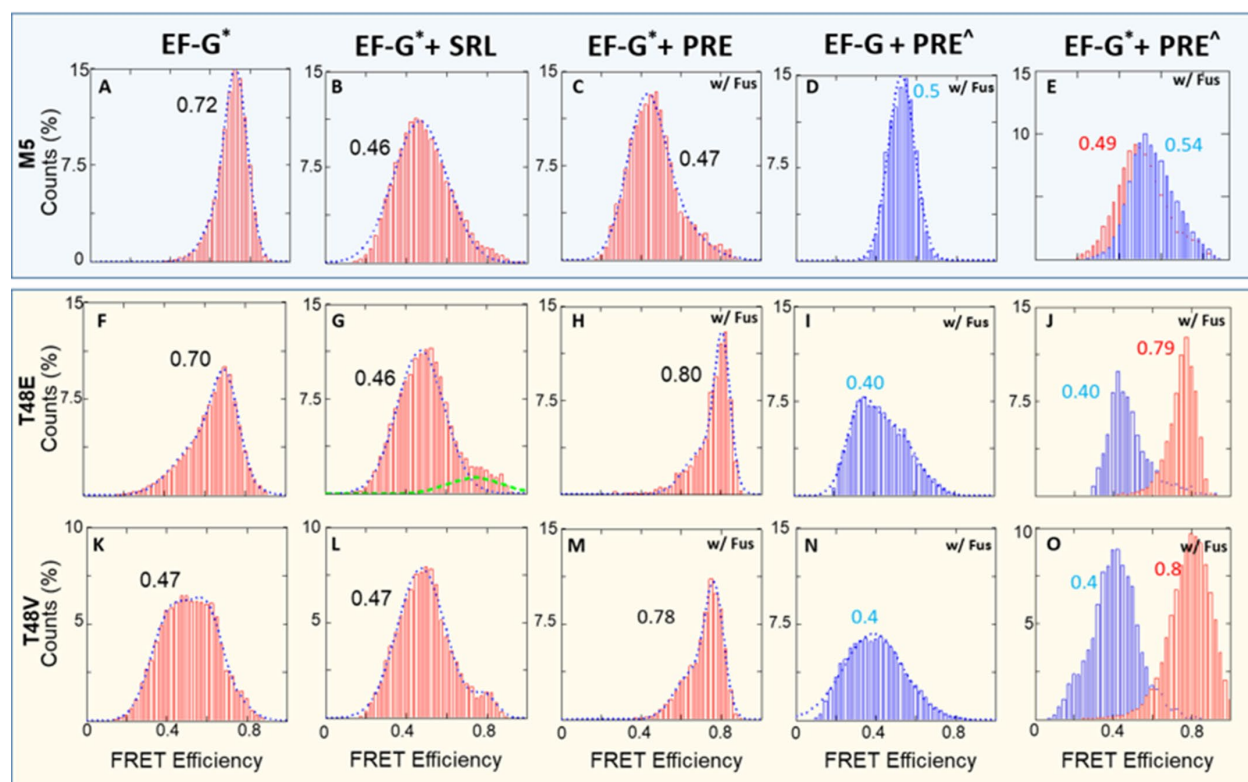 EF-G* EF-G*+ SRL EF-G*+ PRE EF-G + PRE^ EF-G*+ PRE^
M5
Counts (%)
15 A 0.72 7.5 0
15 B 0.46 7.5
15 C w/ Fus 0.47 7.5
15 D w/ Fus 0.5 7.5
15 E w/ Fus 10 0.49 0.54
T48E
Counts (%)
15 F 0.70 7.5
15 G 0.46 7.5
15 H w/ Fus 0.80 7.5
15 I w/ Fus 0.40 7.5
15 J w/ Fus 0.79 0.40 7.5
T48V
Counts (%)
10 K 0.47 5 0 0.4 0.8
10 L 0.47 5 0.4 0.8
15 M w/ Fus 0.78 7.5 0.4 0.8
15 N w/ Fus 0.4 7.5 0 0.4 0.8
10 O w/ Fus 0.4 0.8 5 0 0 0.4 0.8
FRET Efficiency FRET Efficiency FRET Efficiency FRET Efficiency FRET Efficiency